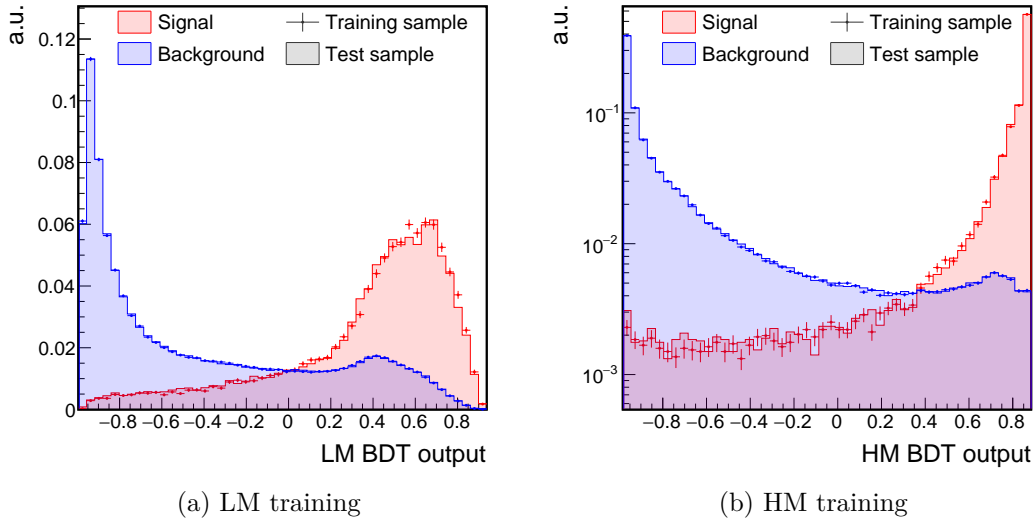 a.u.
Signal
Training sample
Background
Test sample
0.12
0.1
0.08
0.06
0.04
0.02
0
−0.8 −0.6 −0.4 −0.2 0 0.2 0.4 0.6 0.8
LM BDT output
(a) LM training
a.u.
Signal
Training sample
Background
Test sample
10−1
10−2
10−3
−0.8 −0.6 −0.4 −0.2 0 0.2 0.4 0.6 0.8
HM BDT output
(b) HM training